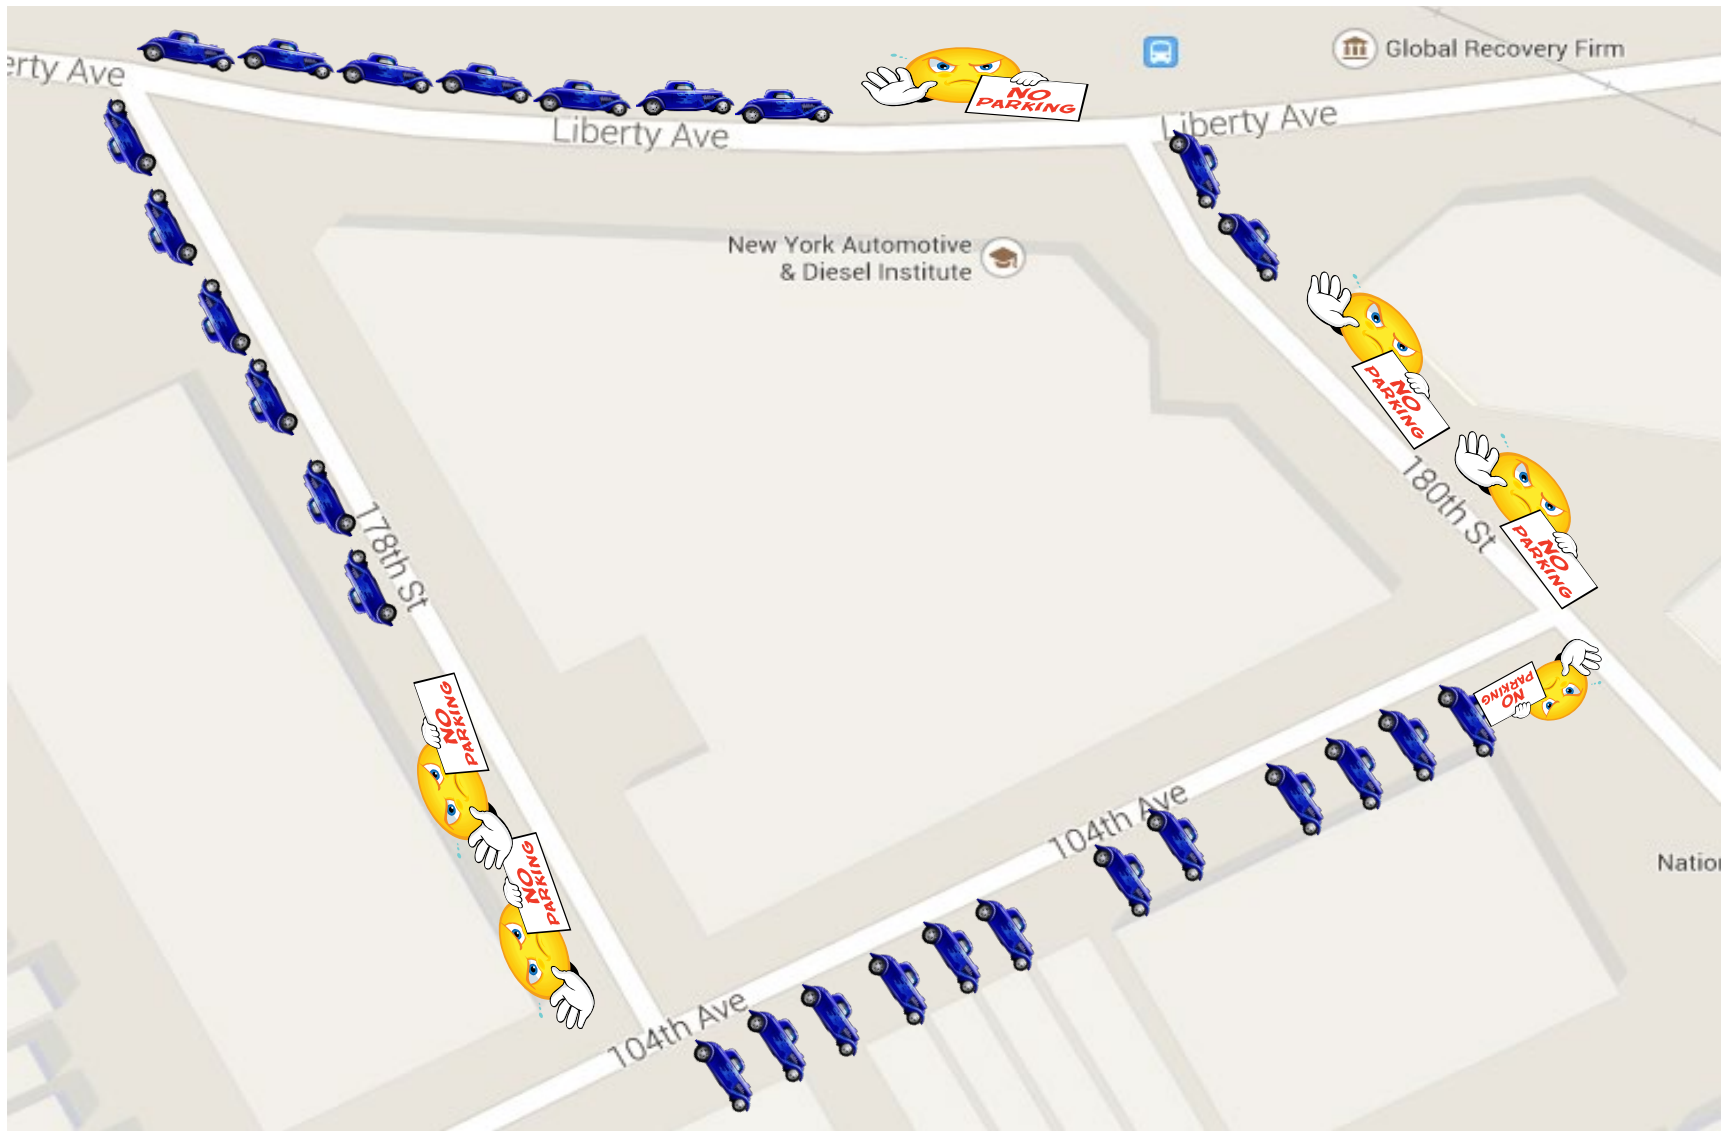 erty Ave
Global Recovery Firm
NO
PARKING
Liberty Ave
Liberty Ave
New York Automotive
& Diesel Institute
NO
PARKING
180th St
NO
PARKING
178th St
NO
PARKING
NO
PARKING
104th Ave
Nation
NO
PARKING
104th Ave